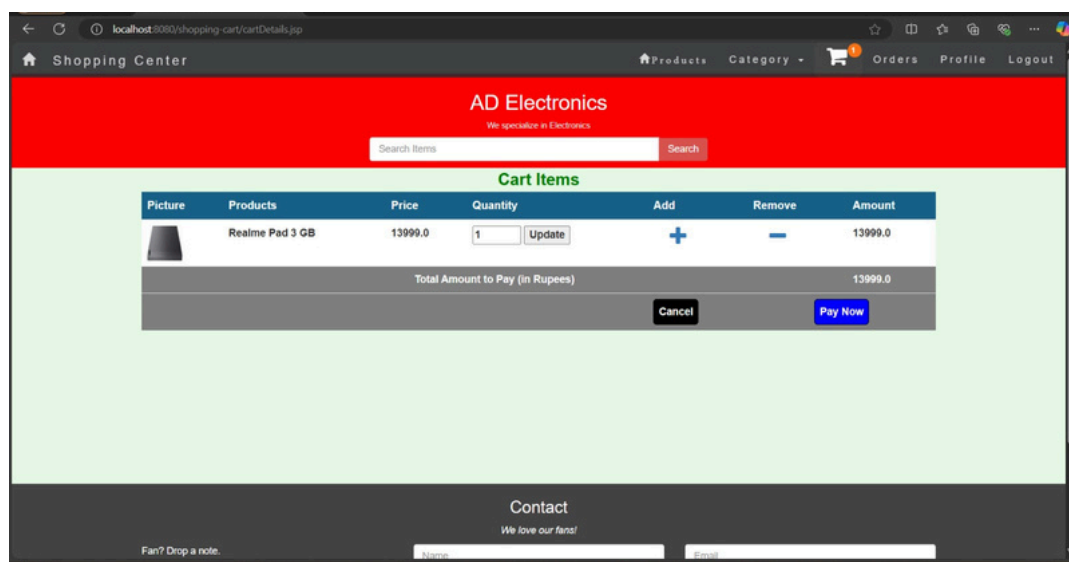 localhost:8080/shopping-cart/cartDetails.jsp
Shopping Center Products Category 1 Orders Profile Logout
AD Electronics
We specialize in Electronics
Search Items Search
Cart Items
Picture Products Price Quantity Add Remove Amount
Realme Pad 3 GB 13999.0 1 Update 13999.0
Total Amount to Pay (in Rupees) 13999.0
Cancel Pay Now
Contact
We love our fans!
Fan? Drop a note.
Name Email